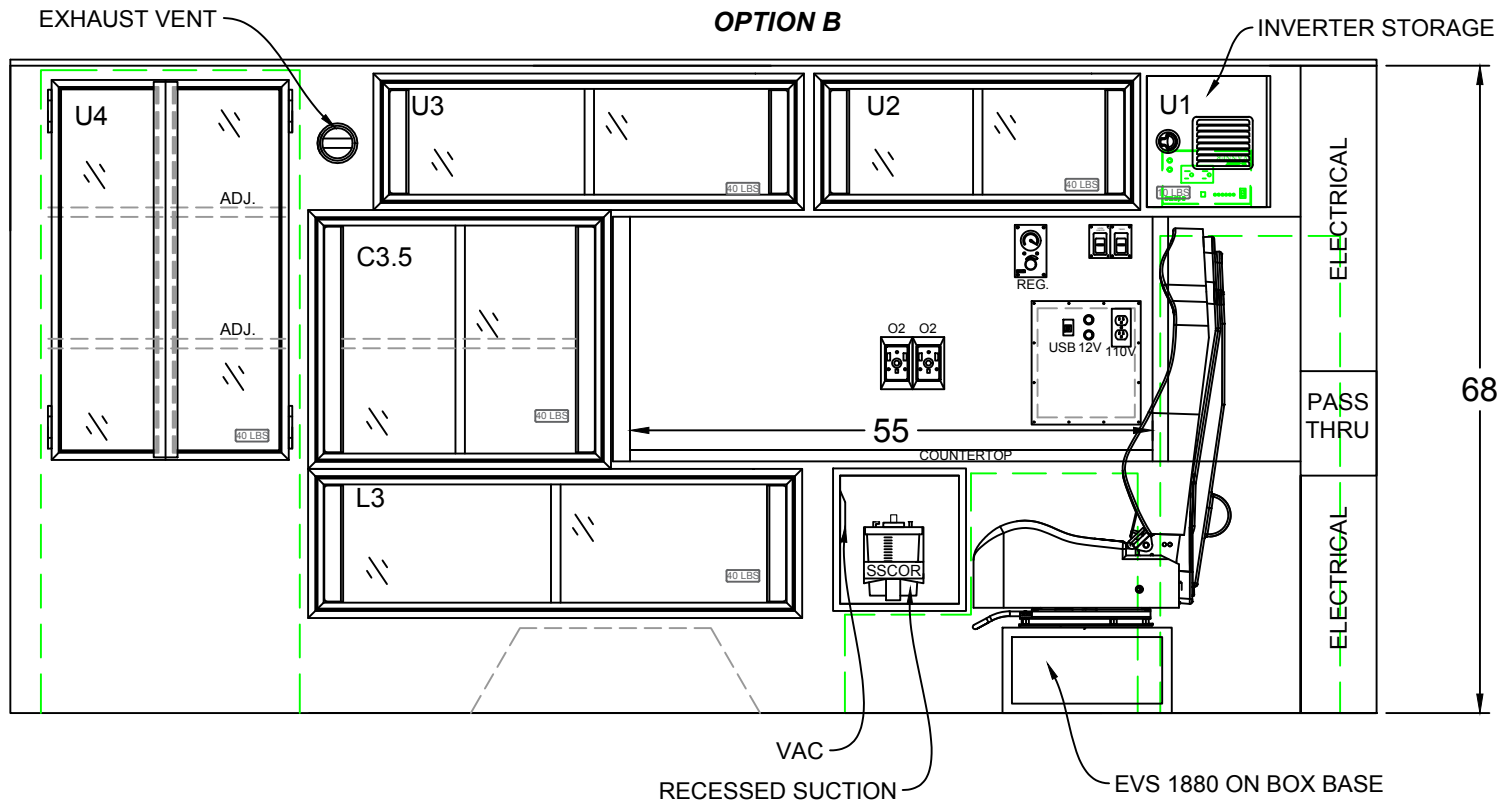 OPTION B
EXHAUST VENT
INVERTER STORAGE
U4
U3
U2
U1
40 LBS
40 LBS
10 LBS
ADJ.
ELECTRICAL
C3.5
REG.
ADJ.
O2 O2
USB 12V 110V
68
PASS
THRU
40 LBS
40 LBS
55
COUNTERTOP
L3
SSCOR
40 LBS
ELECTRICAL
VAC
RECESSED SUCTION
EVS 1880 ON BOX BASE